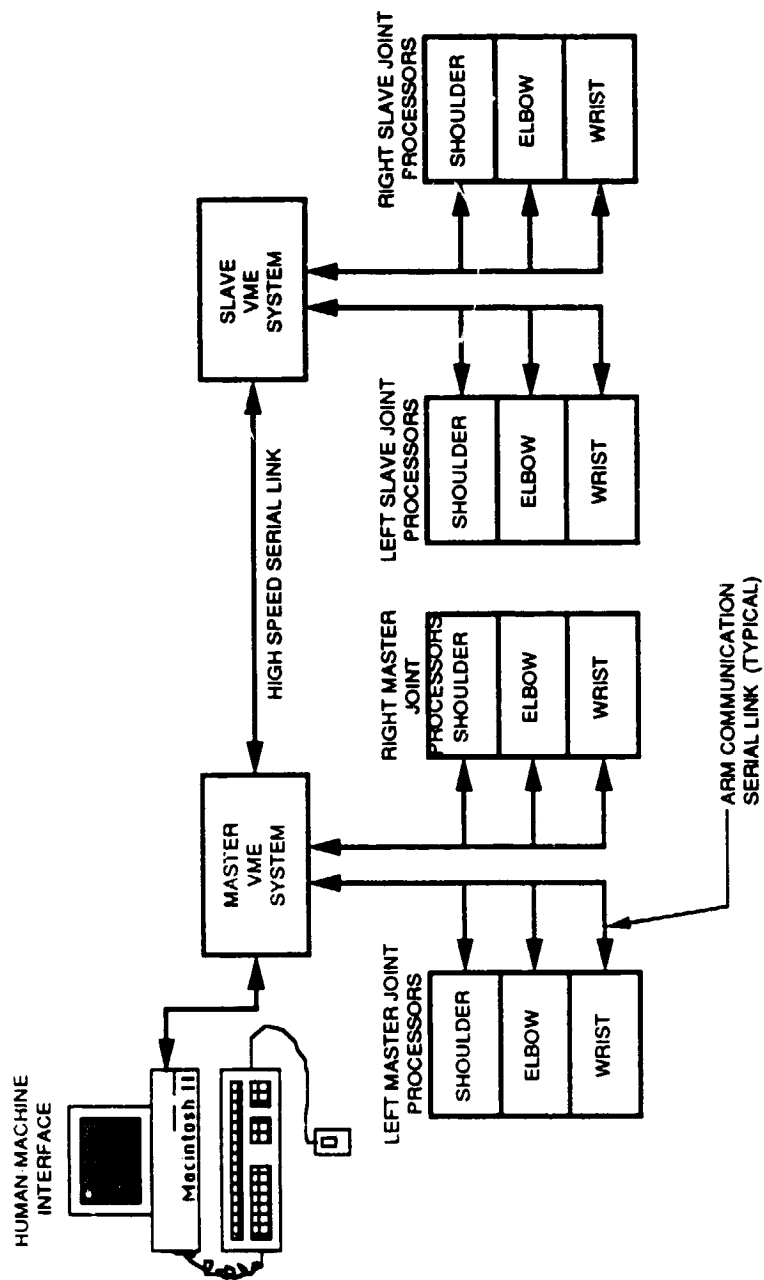 HUMAN-MACHINE
INTERFACE
Macintosh II
MASTER
VME
SYSTEM
HIGH SPEED SERIAL LINK
SLAVE
VME
SYSTEM
LEFT MASTER JOINT
PROCESSORS
SHOULDER
ELBOW
WRIST
RIGHT MASTER
JOINT
PROCESSORS
SHOULDER
ELBOW
WRIST
LEFT SLAVE JOINT
PROCESSORS
SHOULDER
ELBOW
WRIST
RIGHT SLAVE JOINT
PROCESSORS
SHOULDER
ELBOW
WRIST
ARM COMMUNICATION
SERIAL LINK (TYPICAL)